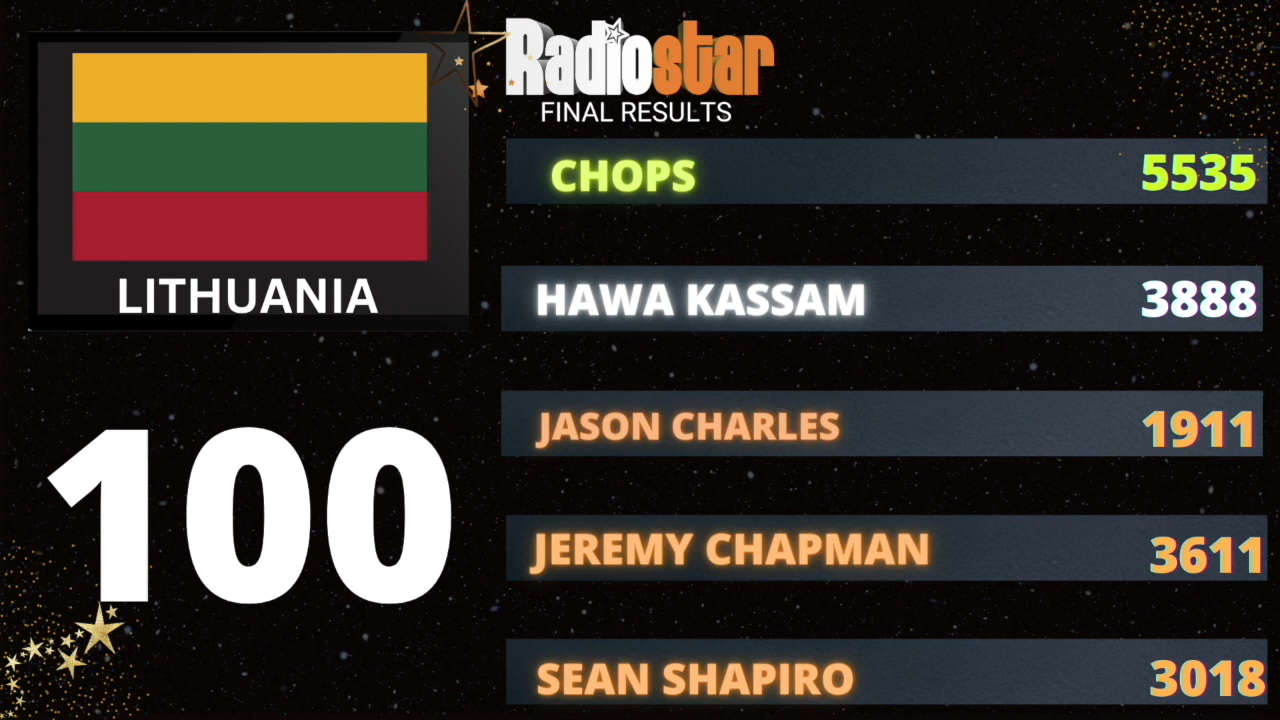 Radiostar
FINAL RESULTS
LITHUANIA
100
CHOPS 5535
HAWA KASSAM 3888
JASON CHARLES 1911
JEREMY CHAPMAN 3611
SEAN SHAPIRO 3018